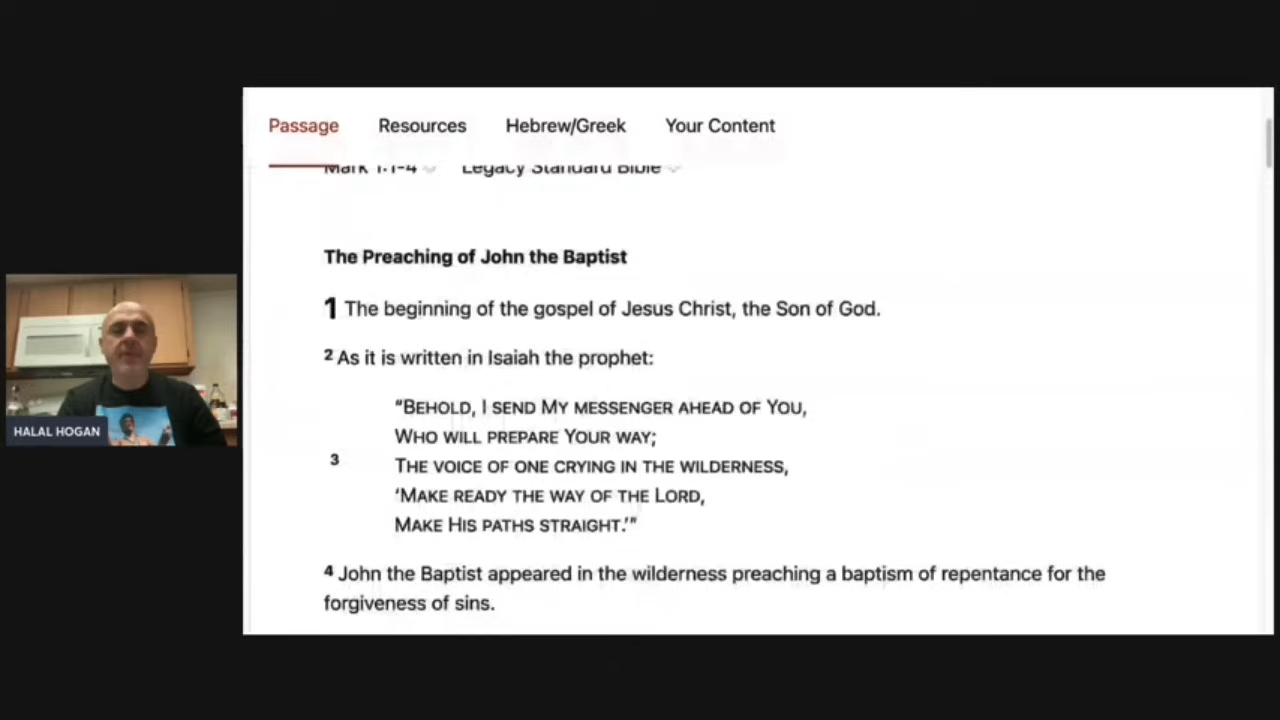 Passage Resources Hebrew/Greek Your Content
Mark 1:1-4 Legacy Standard Bible
The Preaching of John the Baptist
1 The beginning of the gospel of Jesus Christ, the Son of God.
2 As it is written in Isaiah the prophet:
“BEHOLD, I SEND MY MESSENGER AHEAD OF YOU,
WHO WILL PREPARE YOUR WAY;
3 THE VOICE OF ONE CRYING IN THE WILDERNESS,
‘MAKE READY THE WAY OF THE LORD,
MAKE HIS PATHS STRAIGHT.’”
4 John the Baptist appeared in the wilderness preaching a baptism of repentance for the
forgiveness of sins.
HALAL HOGAN